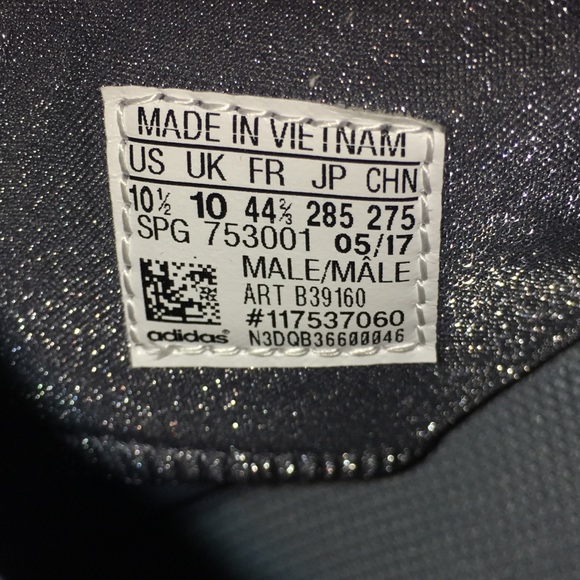 MADE IN VIETNAM
US UK FR JP CHN
10½ 10 44⅔ 285 275
SPG 753001 05/17
MALE/MÂLE
ART B39160
#117537060
adidas® N3DQB36600046